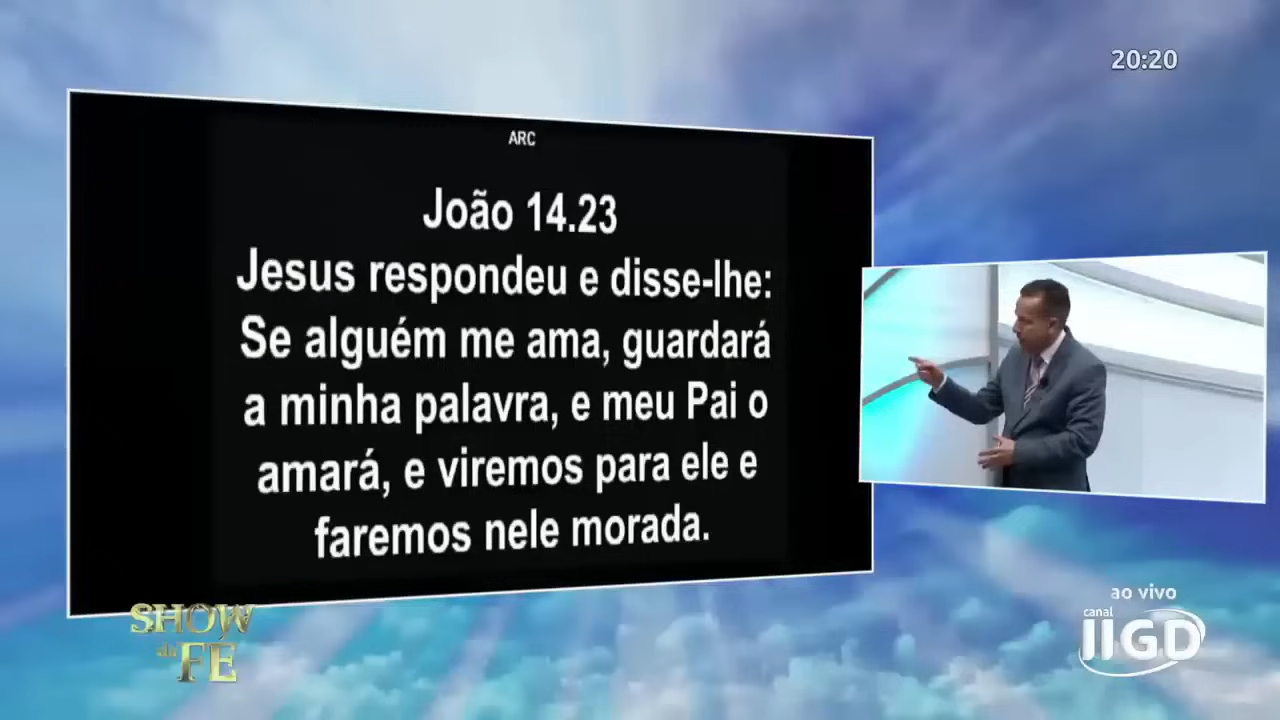 20:20
ARC
João 14.23
Jesus respondeu e disse-lhe:
Se alguém me ama, guardará
a minha palavra, e meu Pai o
amará, e viremos para ele e
faremos nele morada.
SHOW
da FÉ
ao vivo
canal
IIGD